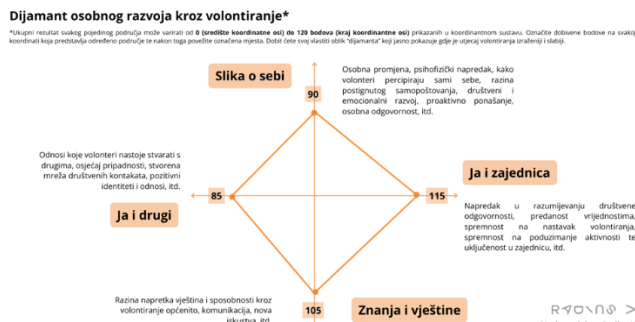 Dijamant osobnog razvoja kroz volontiranje*
*Ukupni rezultat svakog pojedinog područja može varirati od 0 (središte koordinatne osi) do 120 bodova (kraj koordinantne osi) prikazanih u koordinantnom sustavu. Označite dobivene bodove na svakoj
koordinati koja predstavlja određeno područje te nakon toga povežite označena mjesta. Dobit ćete svoj vlastiti oblik "dijamanta" koji jasno pokazuje gdje je utjecaj volontiranja izraženiji i slabiji.
Slika o sebi
90
Osobna promjena, psihofizički napredak, kako
volonteri percipiraju sami sebe, razina
postignutog samopoštovanja, društveni i
emocionalni razvoj, proaktivno ponašanje,
osobna odgovornost, itd.
Odnosi koje volonteri nastoje stvarati s
drugima, osjećaj pripadnosti, stvorena
mreža društvenih kontakata, pozitivni
identiteti i odnosi, itd.
85
Ja i drugi
Ja i zajednica
115
Napredak u razumijevanju društvene
odgovornosti, predanost vrijednostima,
spremnost na nastavak volontiranja,
spremnost na poduzimanje aktivnosti te
uključenost u zajednicu, itd.
Razina napretka vještina i sposobnosti kroz
volontiranje općenito, komunikacija, nova
iskustva, itd.
105
Znanja i vještine